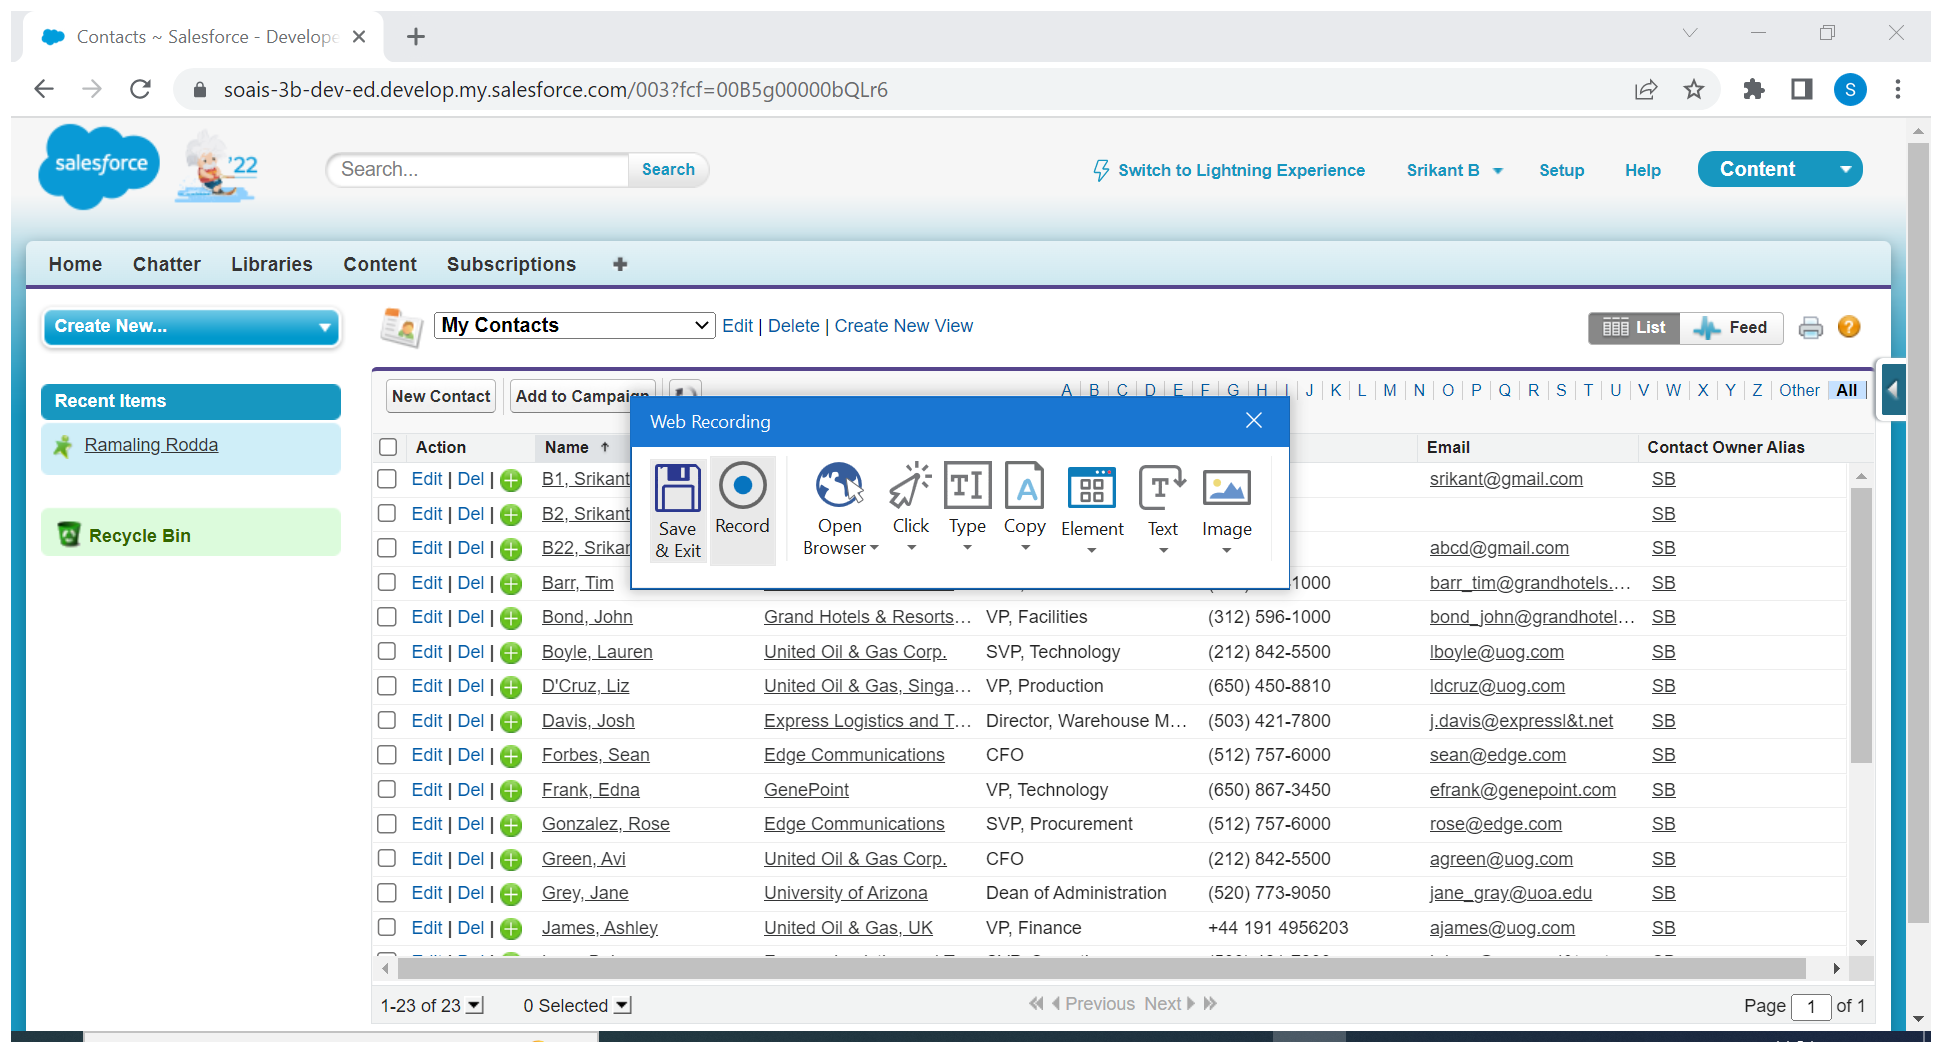 Contacts ~ Salesforce - Develope
soais-3b-dev-ed.develop.my.salesforce.com/003?fcf=00B5g00000bQLr6
S
salesforce
'22
Search...
Search
Switch to Lightning Experience
Srikant B
Setup
Help
Content
Home
Chatter
Libraries
Content
Subscriptions
Create New...
My Contacts
Edit | Delete | Create New View
List
Feed
Recent Items
Ramaling Rodda
Recycle Bin
New Contact
Add to Campaign
A B C D E F G H I J K L M N O P Q R S T U V W X Y Z Other All
Web Recording
Save & Exit
Record
Open Browser
Click
Type
Copy
Element
Text
Image
Action Name Email Contact Owner Alias
Edit | Del | B1, Srikant srikant@gmail.com SB
Edit | Del | B2, Srikant SB
Edit | Del | B22, Srikan abcd@gmail.com SB
Edit | Del | Barr, Tim 1000 barr_tim@grandhotels.... SB
Edit | Del | Bond, John Grand Hotels & Resorts... VP, Facilities (312) 596-1000 bond_john@grandhotel... SB
Edit | Del | Boyle, Lauren United Oil & Gas Corp. SVP, Technology (212) 842-5500 lboyle@uog.com SB
Edit | Del | D'Cruz, Liz United Oil & Gas, Singa... VP, Production (650) 450-8810 ldcruz@uog.com SB
Edit | Del | Davis, Josh Express Logistics and T... Director, Warehouse M... (503) 421-7800 j.davis@expressl&t.net SB
Edit | Del | Forbes, Sean Edge Communications CFO (512) 757-6000 sean@edge.com SB
Edit | Del | Frank, Edna GenePoint VP, Technology (650) 867-3450 efrank@genepoint.com SB
Edit | Del | Gonzalez, Rose Edge Communications SVP, Procurement (512) 757-6000 rose@edge.com SB
Edit | Del | Green, Avi United Oil & Gas Corp. CFO (212) 842-5500 agreen@uog.com SB
Edit | Del | Grey, Jane University of Arizona Dean of Administration (520) 773-9050 jane_gray@uoa.edu SB
Edit | Del | James, Ashley United Oil & Gas, UK VP, Finance +44 191 4956203 ajames@uog.com SB
1-23 of 23
0 Selected
Previous Next
Page 1 of 1